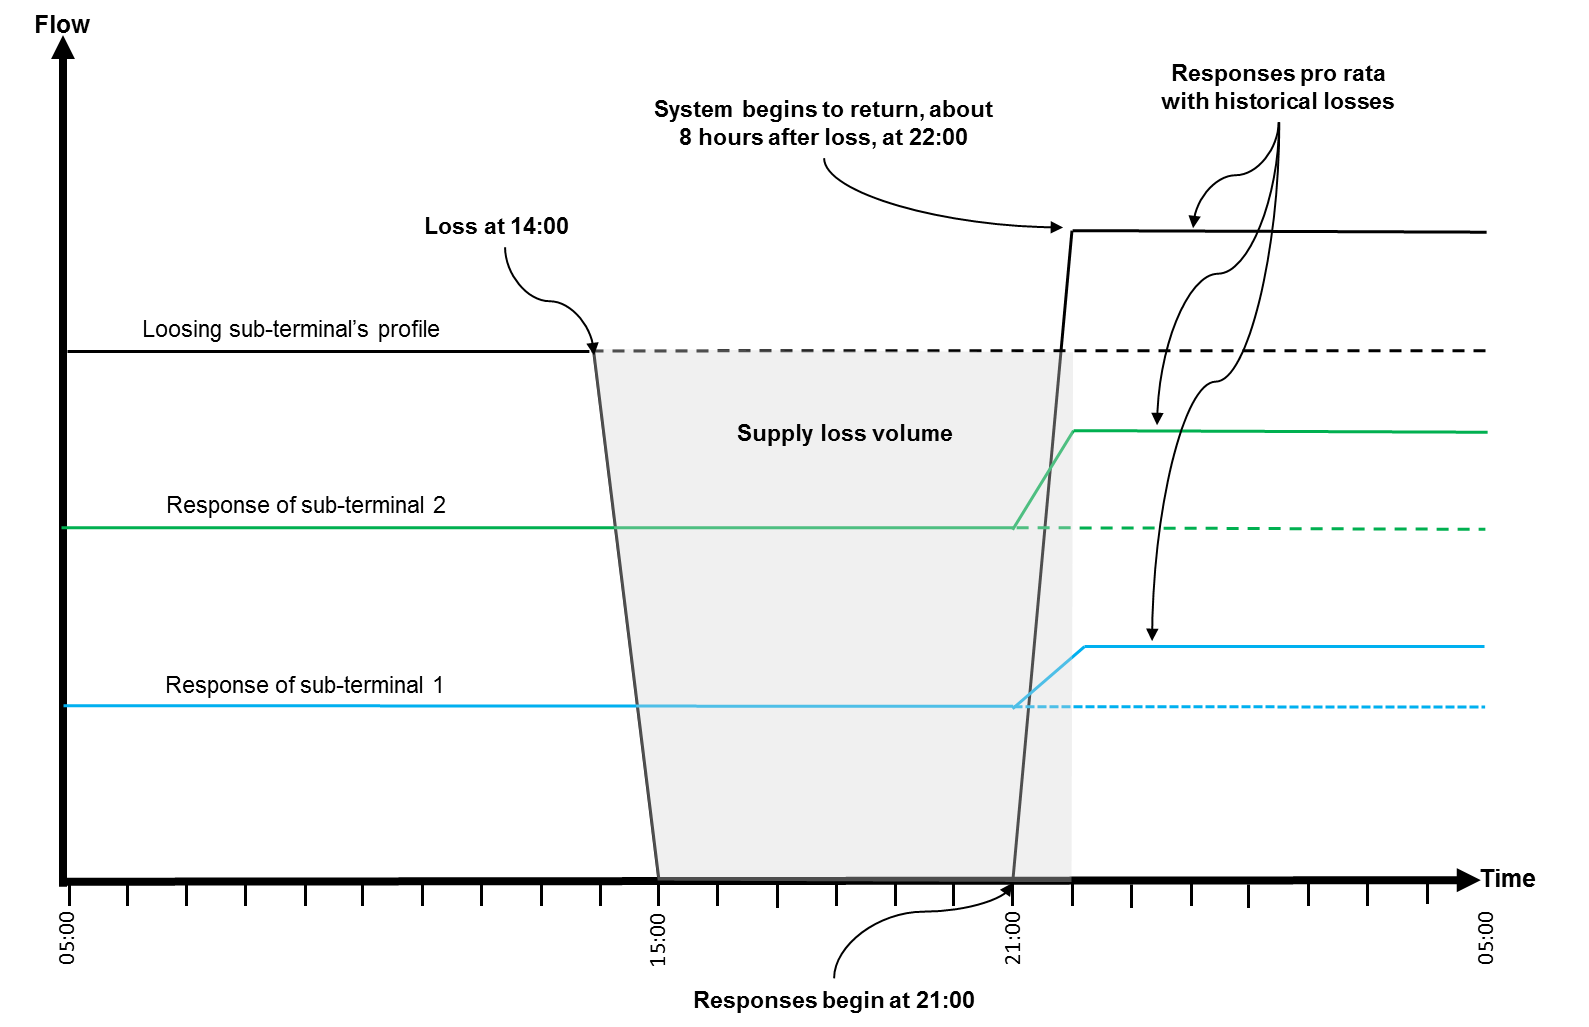 Flow
Responses pro rata
with historical losses
System begins to return, about
8 hours after loss, at 22:00
Loss at 14:00
Loosing sub-terminal’s profile
Supply loss volume
Response of sub-terminal 2
Response of sub-terminal 1
Time
05:00
15:00
21:00
05:00
Responses begin at 21:00